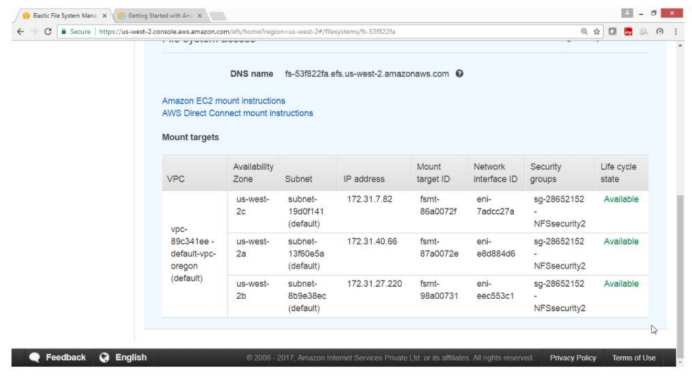 Elastic File System Mana
Getting Started with Am
Secure | https://us-west-2.console.aws.amazon.com/efs/home?region=us-west-2#/filesystems/fs-53f822fa
DNS name fs-53f822fa.efs.us-west-2.amazonaws.com
Amazon EC2 mount instructions
AWS Direct Connect mount instructions
Mount targets
VPC
Availability
Zone
Subnet
IP address
Mount
target ID
Network
interface ID
Security
groups
Life cycle
state
vpc-
89c341ee -
default-vpc-
oregon
(default)
us-west-
2c
subnet-
19d0f141
(default)
172.31.7.82
fsmt-
86a0072f
eni-
7adcc27a
sg-28652152
-
NFSsecurity2
Available
us-west-
2a
subnet-
13f60e5a
(default)
172.31.40.66
fsmt-
87a0072e
eni-
e8d884d6
sg-28652152
-
NFSsecurity2
Available
us-west-
2b
subnet-
8b9e38ec
(default)
172.31.27.220
fsmt-
98a00731
eni-
eec553c1
sg-28652152
-
NFSsecurity2
Available
Feedback English © 2008 - 2017, Amazon Internet Services Private Ltd. or its affiliates. All rights reserved. Privacy Policy Terms of Use